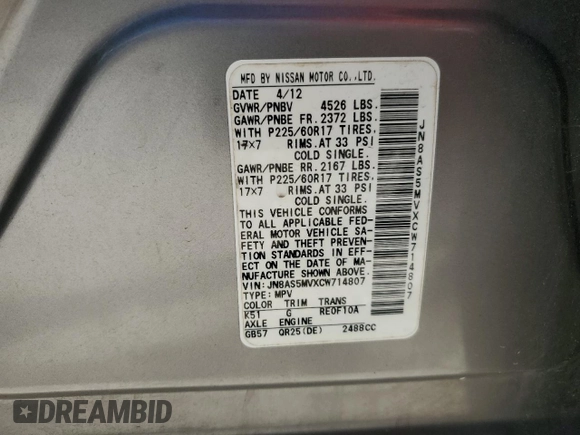 MFD BY NISSAN MOTOR CO.,LTD.
DATE 4/12
GVWR/PNBV 4526 LBS.
GAWR/PNBE FR. 2372 LBS.
WITH P225/60R17 TIRES,
17×7 RIMS.AT 33 PSI
COLD SINGLE.
GAWR/PNBE RR. 2167 LBS.
WITH P225/60R17 TIRES,
17×7 RIMS.AT 33 PSI
COLD SINGLE.
THIS VEHICLE CONFORMS
TO ALL APPLICABLE FED-
ERAL MOTOR VEHICLE SA-
FETY AND THEFT PREVEN-
TION STANDARDS IN EFF-
ECT ON THE DATE OF MA-
NUFACTURE SHOWN ABOVE.
VIN: JN8AS5MVXCW714807
TYPE: MPV
COLOR TRIM TRANS
K51 G RE0F10A
AXLE ENGINE
GB57 QR25(DE) 2488CC
JN8AS5MVXCW714807
DREAMBID